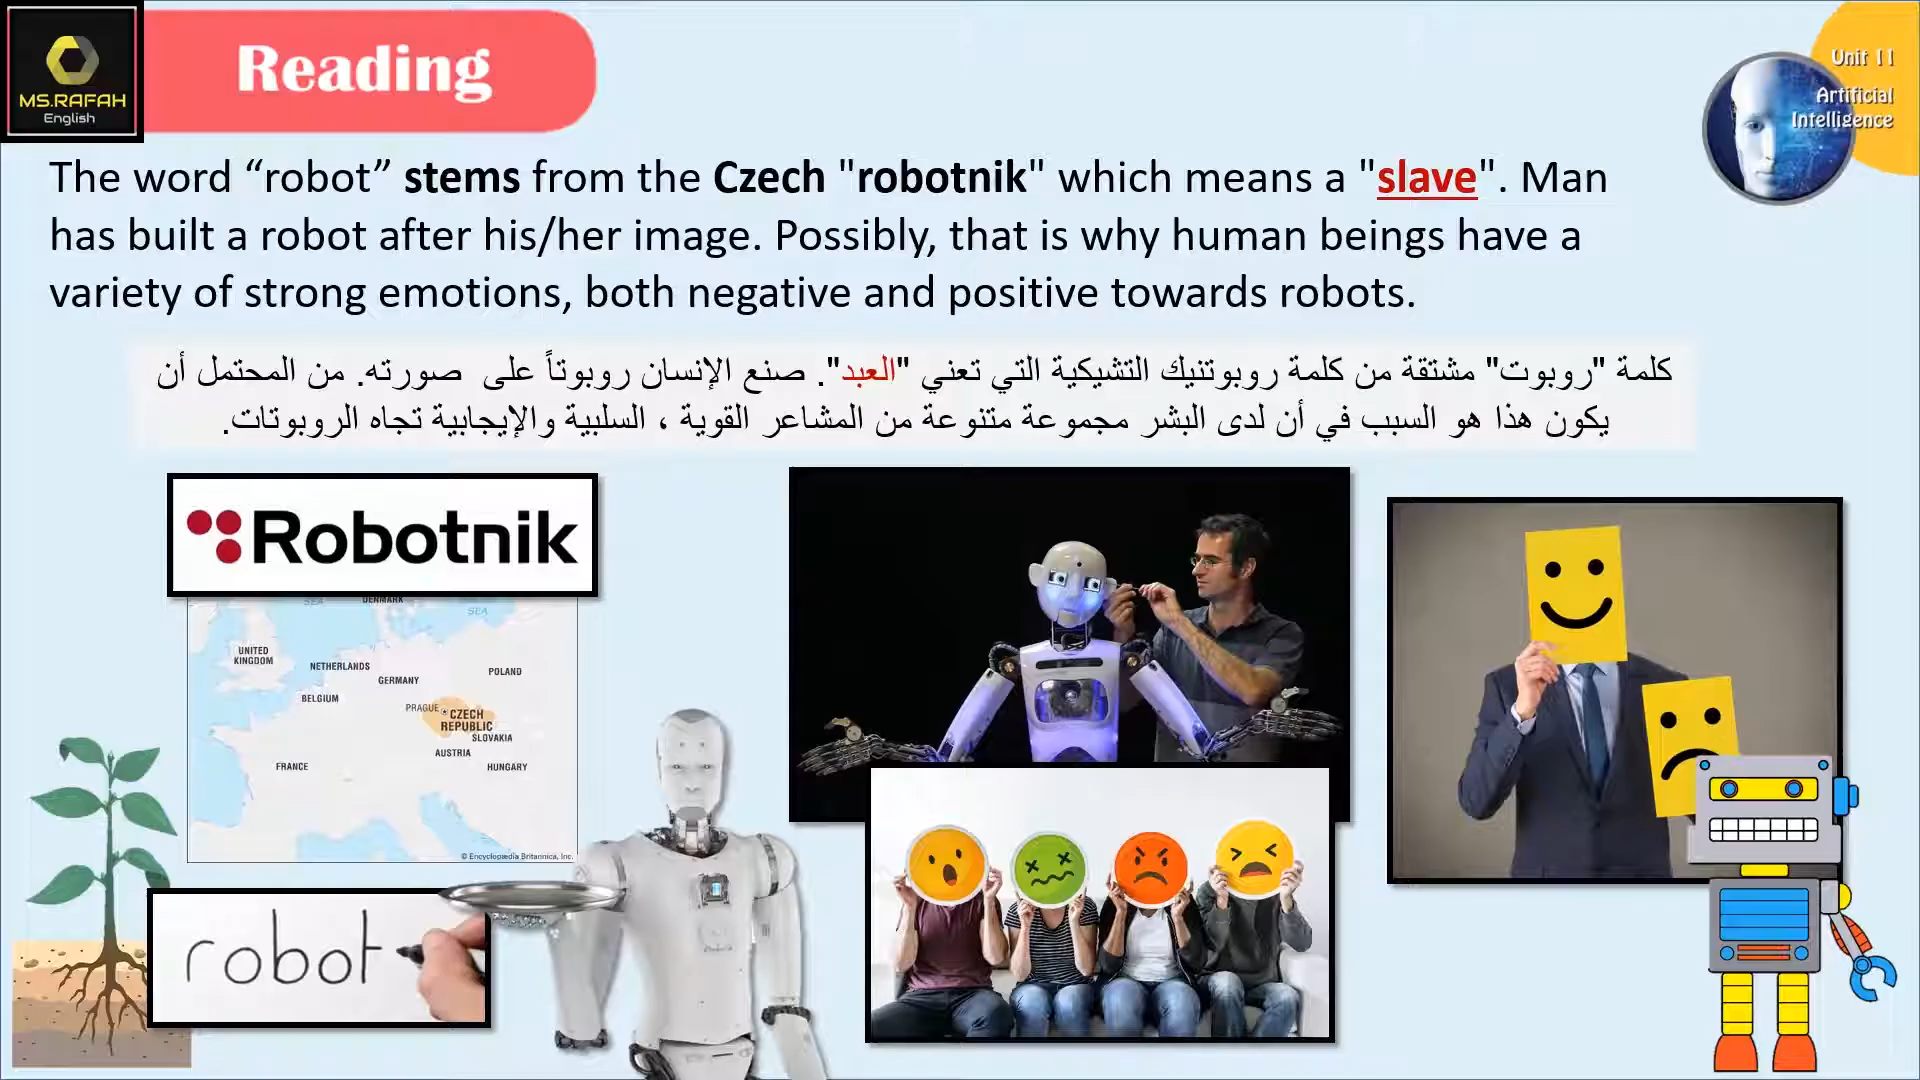 MS.RAFAH
English
Reading
Unit 11
Artificial
Intelligence
The word “robot” stems from the Czech "robotnik" which means a "slave". Man
has built a robot after his/her image. Possibly, that is why human beings have a
variety of strong emotions, both negative and positive towards robots.
كلمة "روبوت" مشتقة من كلمة روبوتنيك التشيكية التي تعني "العبد". صنع الإنسان روبوتاً على صورته. من المحتمل أن
يكون هذا هو السبب في أن لدى البشر مجموعة متنوعة من المشاعر القوية ، السلبية والإيجابية تجاه الروبوتات.
Robotnik
SEA
DENMARK
SEA
UNITED
KINGDOM
NETHERLANDS
POLAND
GERMANY
BELGIUM
PRAGUE
CZECH
REPUBLIC
SLOVAKIA
AUSTRIA
FRANCE
HUNGARY
© Encyclopædia Britannica, Inc.
robot